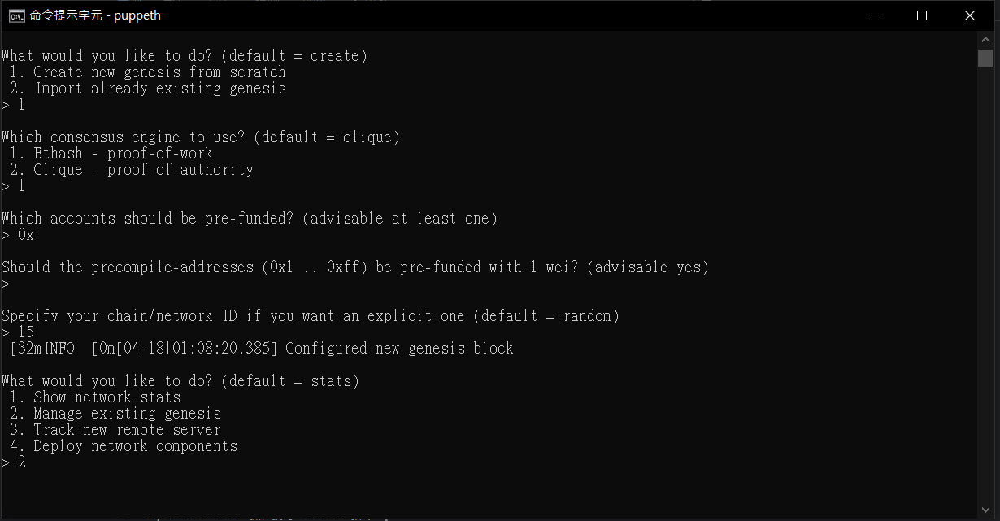 命令提示字元 - puppeth
What would you like to do? (default = create)
1. Create new genesis from scratch
2. Import already existing genesis
> 1
Which consensus engine to use? (default = clique)
1. Ethash - proof-of-work
2. Clique - proof-of-authority
> 1
Which accounts should be pre-funded? (advisable at least one)
> 0x
Should the precompile-addresses (0x1 .. 0xff) be pre-funded with 1 wei? (advisable yes)
>
Specify your chain/network ID if you want an explicit one (default = random)
> 15
[32mINFO  [0m[04-18|01:08:20.385] Configured new genesis block
What would you like to do? (default = stats)
1. Show network stats
2. Manage existing genesis
3. Track new remote server
4. Deploy network components
> 2